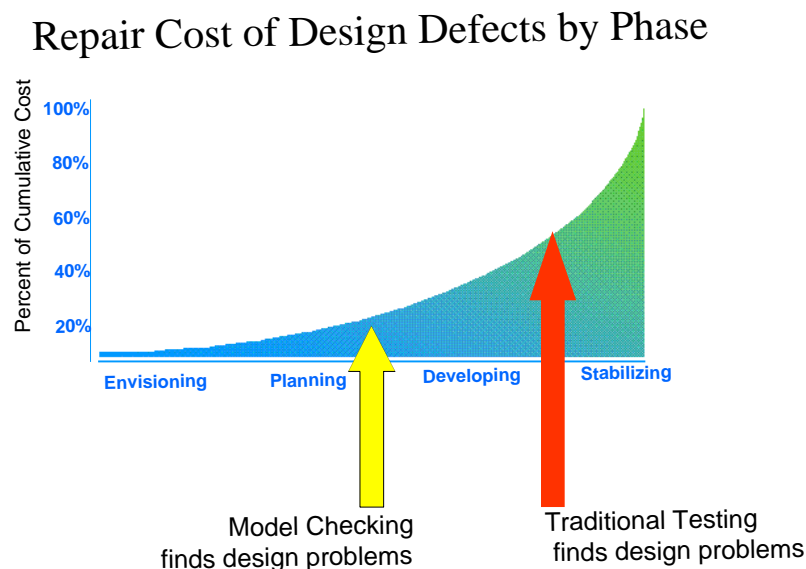 Repair Cost of Design Defects by Phase
Percent of Cumulative Cost
100%
80%
60%
40%
20%
Envisioning
Planning
Developing
Stabilizing
Model Checking
finds design problems
Traditional Testing
finds design problems